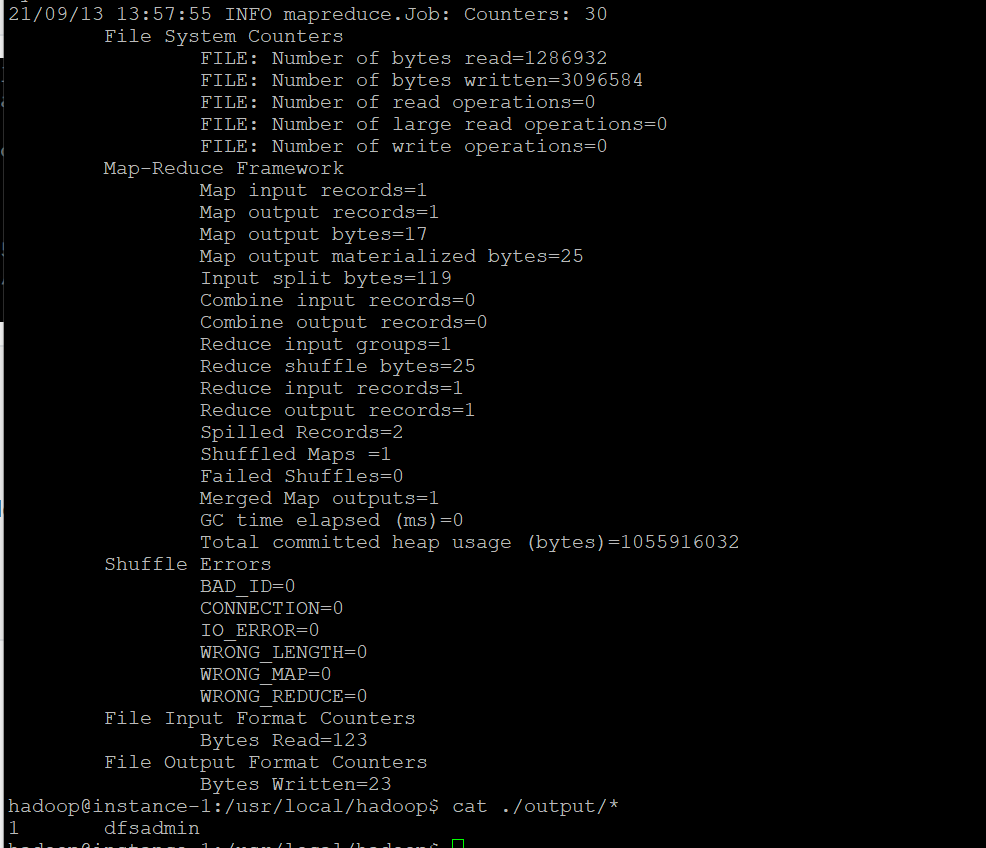 21/09/13 13:57:55 INFO mapreduce.Job: Counters: 30
File System Counters
FILE: Number of bytes read=1286932
FILE: Number of bytes written=3096584
FILE: Number of read operations=0
FILE: Number of large read operations=0
FILE: Number of write operations=0
Map-Reduce Framework
Map input records=1
Map output records=1
Map output bytes=17
Map output materialized bytes=25
Input split bytes=119
Combine input records=0
Combine output records=0
Reduce input groups=1
Reduce shuffle bytes=25
Reduce input records=1
Reduce output records=1
Spilled Records=2
Shuffled Maps =1
Failed Shuffles=0
Merged Map outputs=1
GC time elapsed (ms)=0
Total committed heap usage (bytes)=1055916032
Shuffle Errors
BAD_ID=0
CONNECTION=0
IO_ERROR=0
WRONG_LENGTH=0
WRONG_MAP=0
WRONG_REDUCE=0
File Input Format Counters
Bytes Read=123
File Output Format Counters
Bytes Written=23
hadoop@instance-1:/usr/local/hadoop$ cat ./output/*
1 dfsadmin
hadoop@instance-1:/usr/local/hadoop$